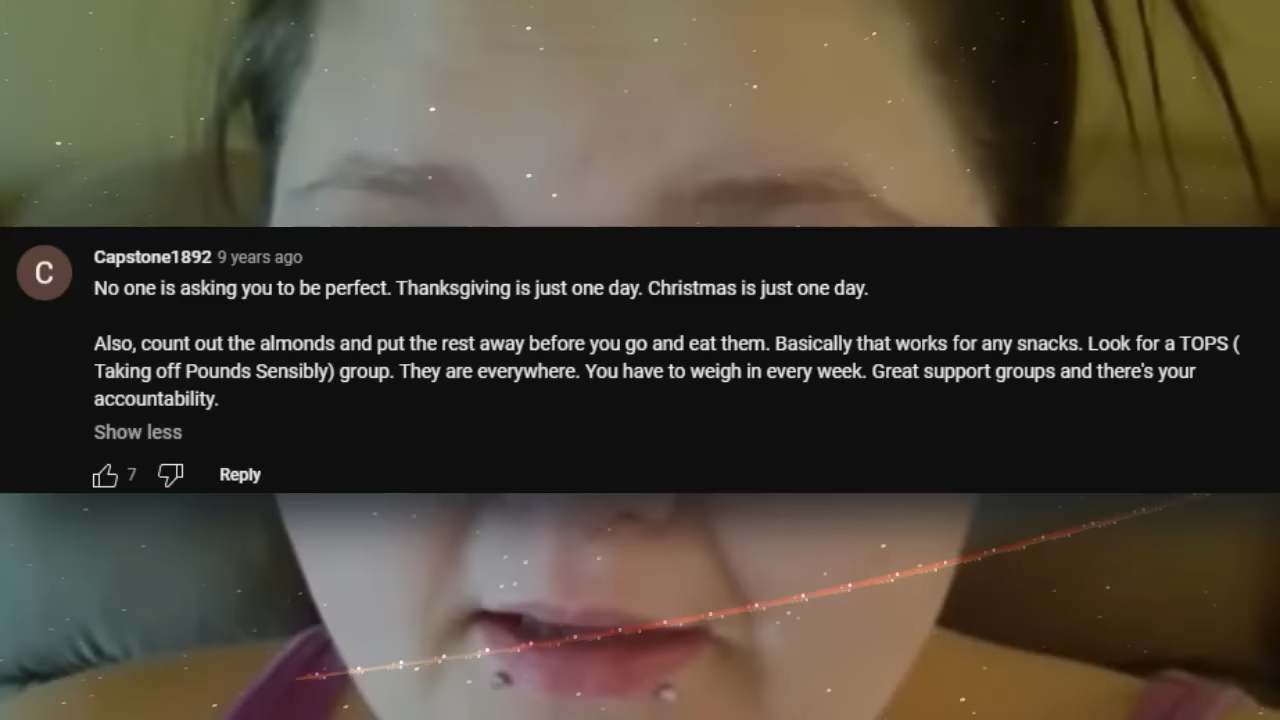 C
Capstone1892 9 years ago
No one is asking you to be perfect. Thanksgiving is just one day. Christmas is just one day.
Also, count out the almonds and put the rest away before you go and eat them. Basically that works for any snacks. Look for a TOPS (
Taking off Pounds Sensibly) group. They are everywhere. You have to weigh in every week. Great support groups and there's your
accountability.
Show less
7 Reply